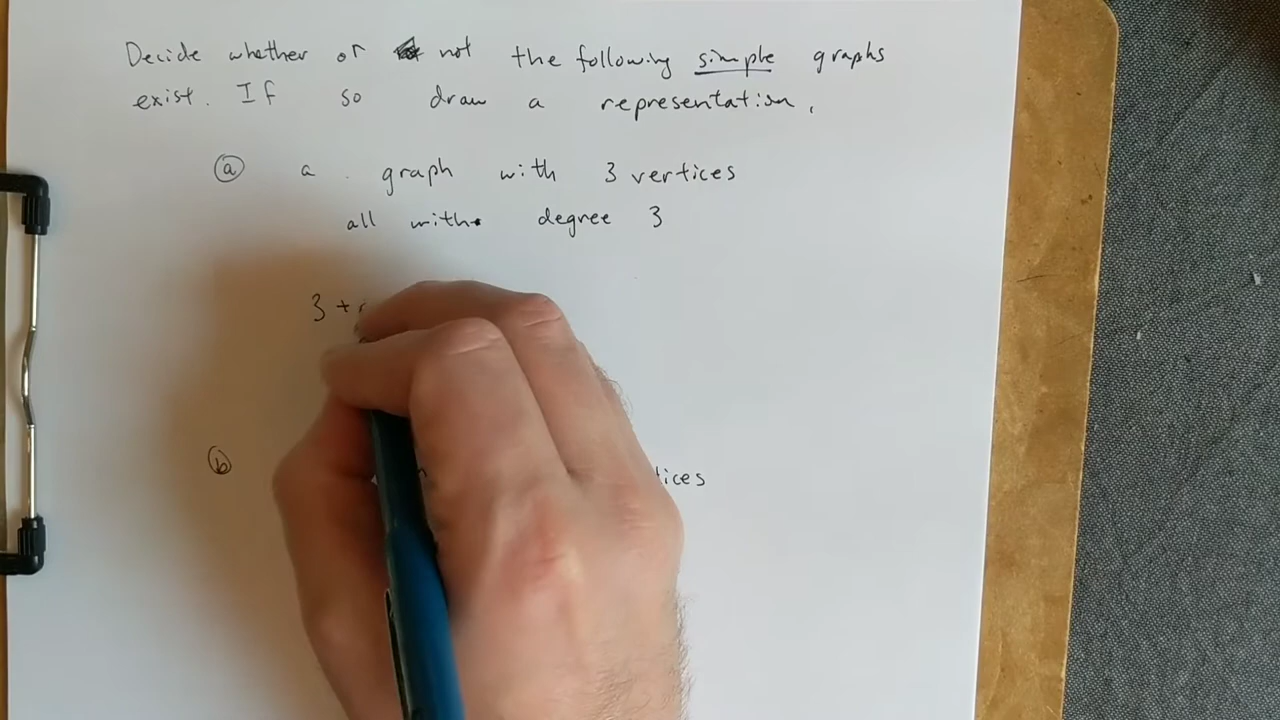 Decide whether or not the following simple graphs
exist. If so draw a representation.
(a) a graph with 3 vertices
all with degree 3
3 +
(b)